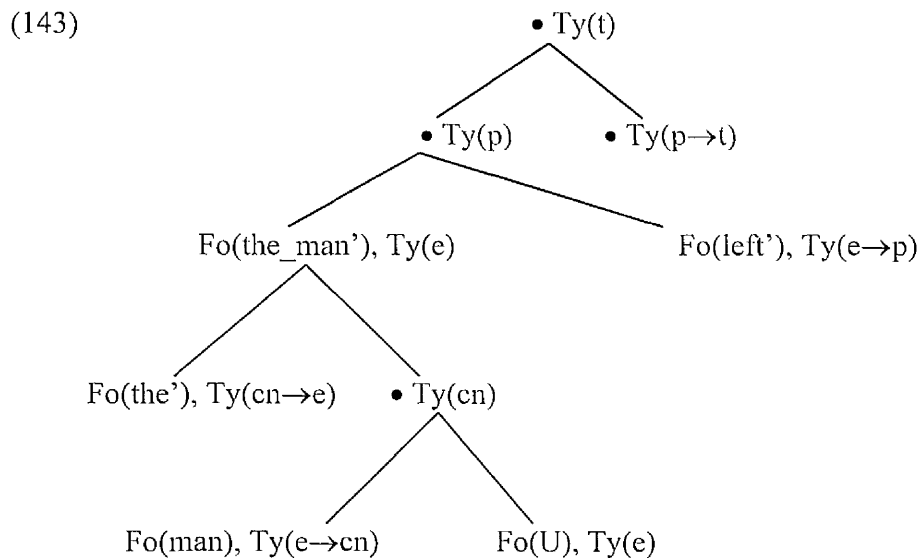 (143) • Ty(t)
• Ty(p) • Ty(p→t)
Fo(the_man’), Ty(e) Fo(left’), Ty(e→p)
Fo(the’), Ty(cn→e) • Ty(cn)
Fo(man), Ty(e→cn) Fo(U), Ty(e)